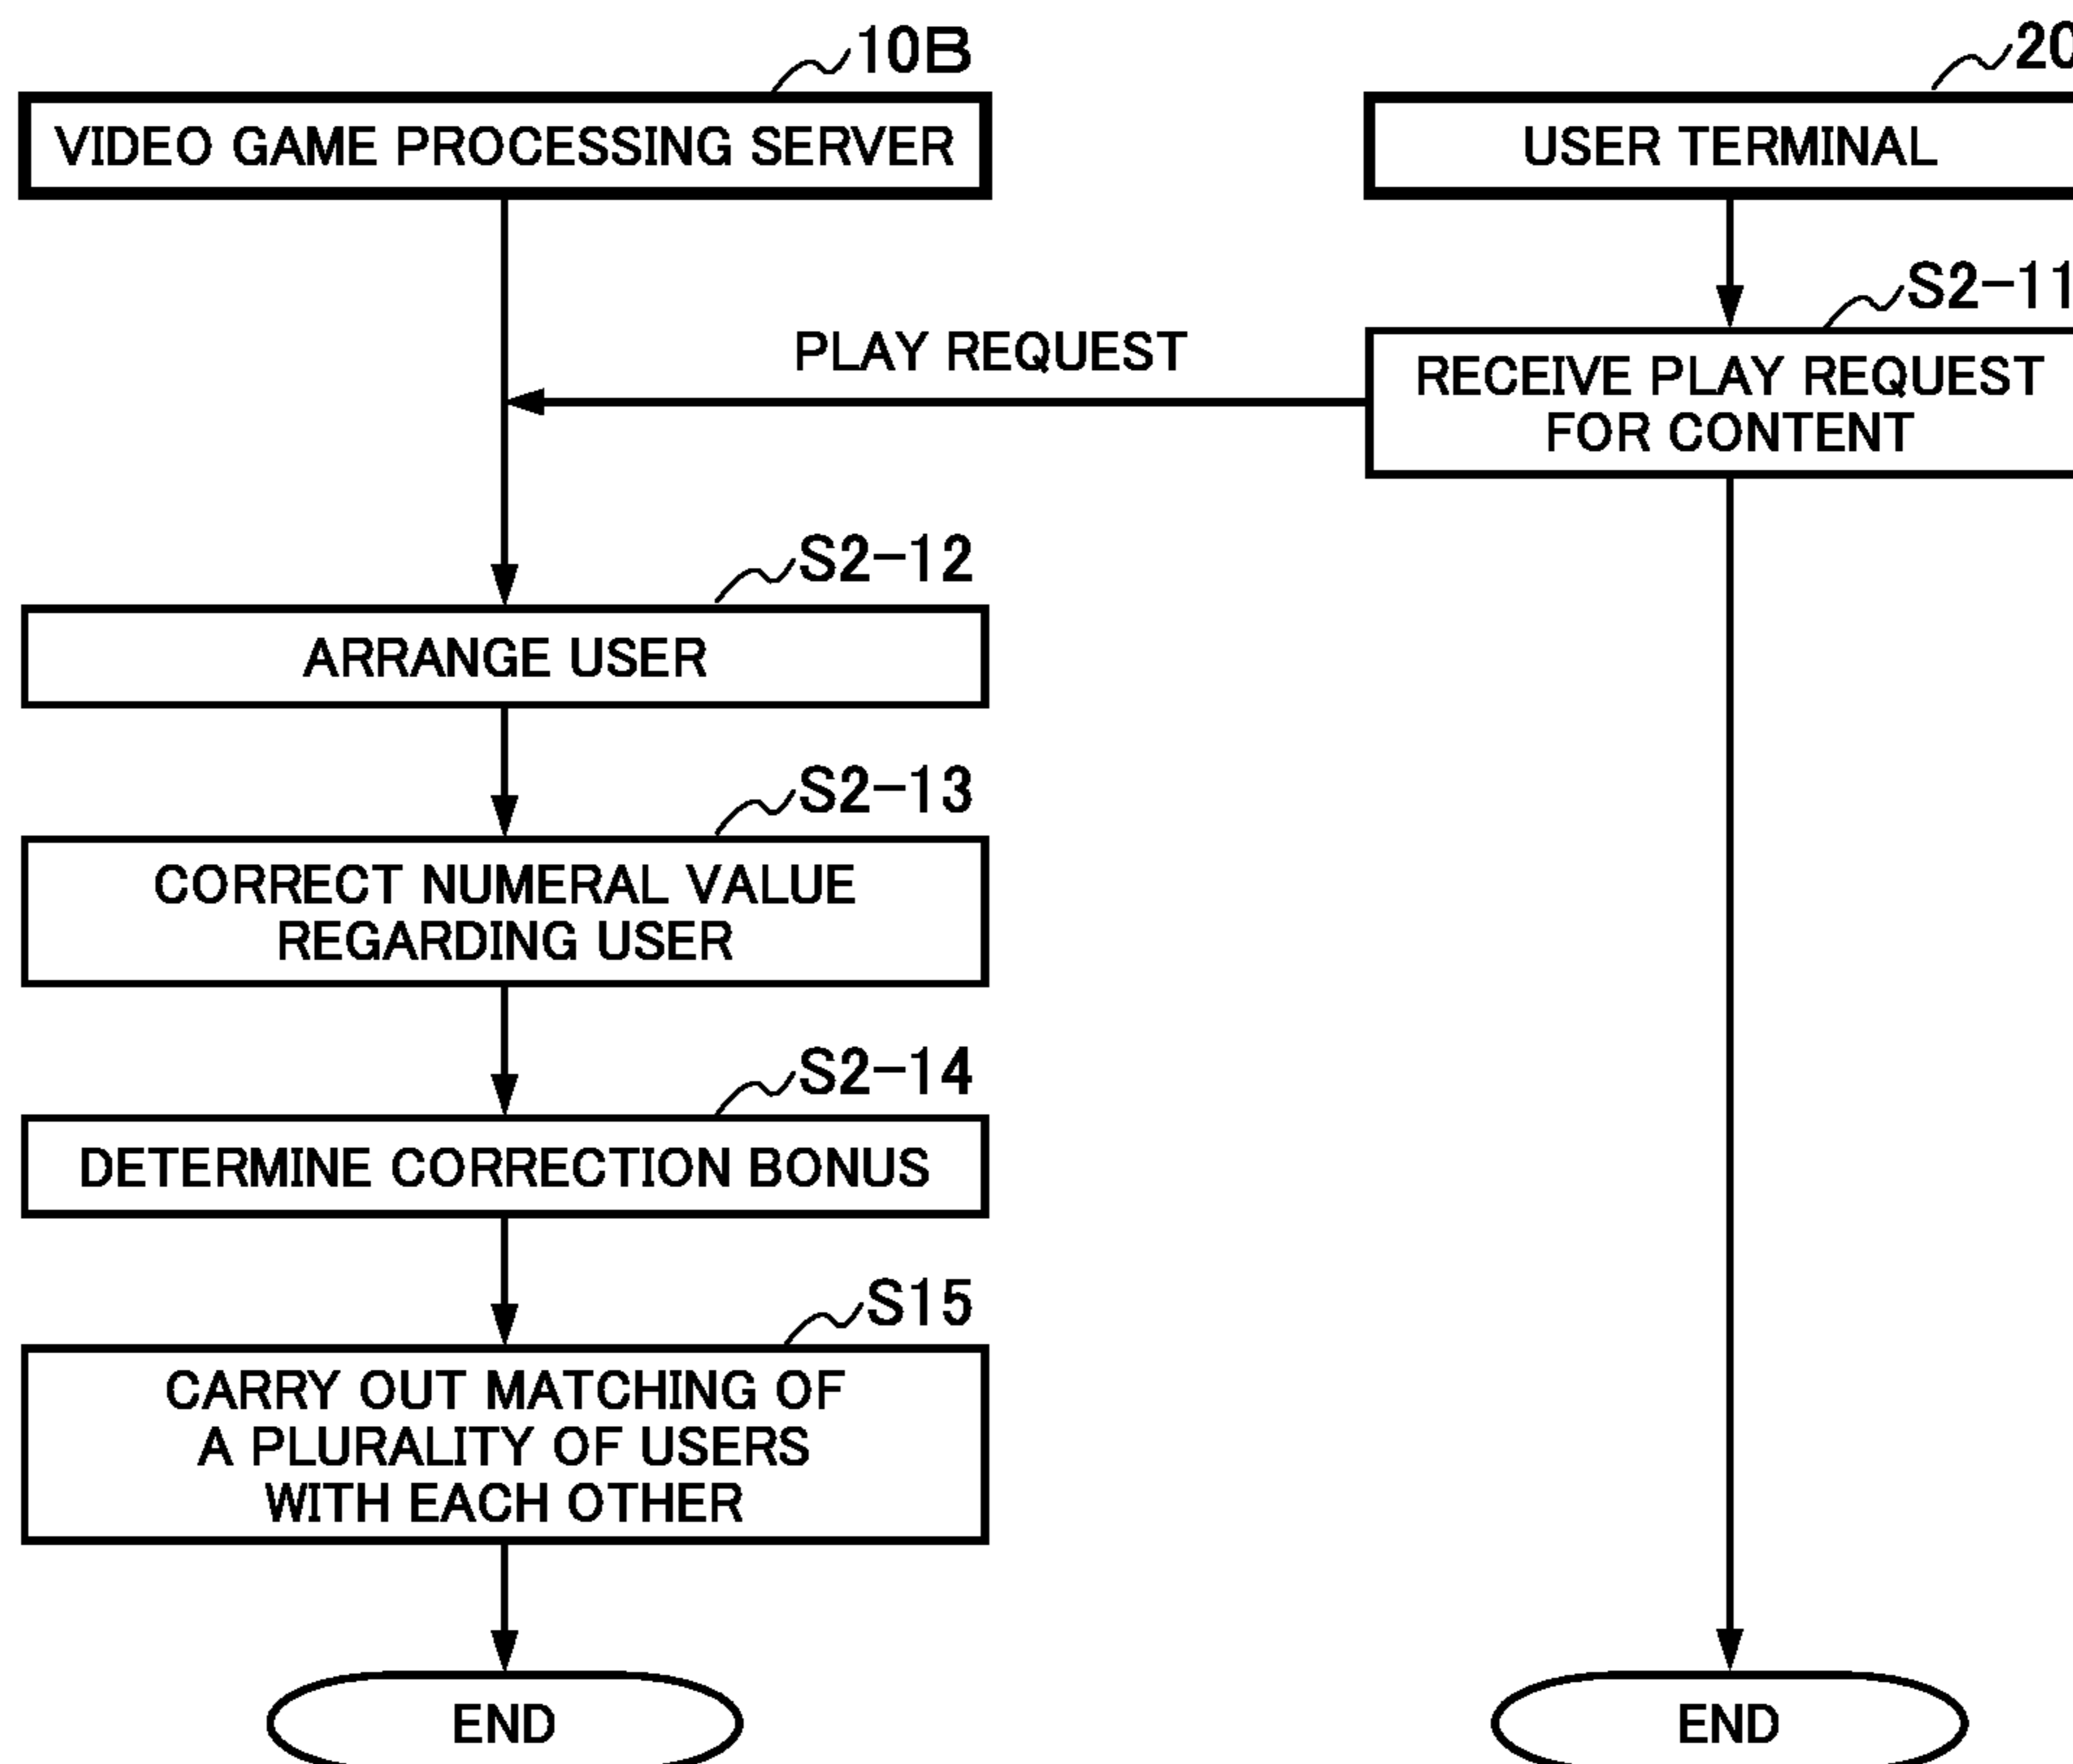 10B
20
VIDEO GAME PROCESSING SERVER
USER TERMINAL
S2-11
PLAY REQUEST
RECEIVE PLAY REQUEST
FOR CONTENT
S2-12
ARRANGE USER
S2-13
CORRECT NUMERAL VALUE
REGARDING USER
S2-14
DETERMINE CORRECTION BONUS
S15
CARRY OUT MATCHING OF
A PLURALITY OF USERS
WITH EACH OTHER
END
END